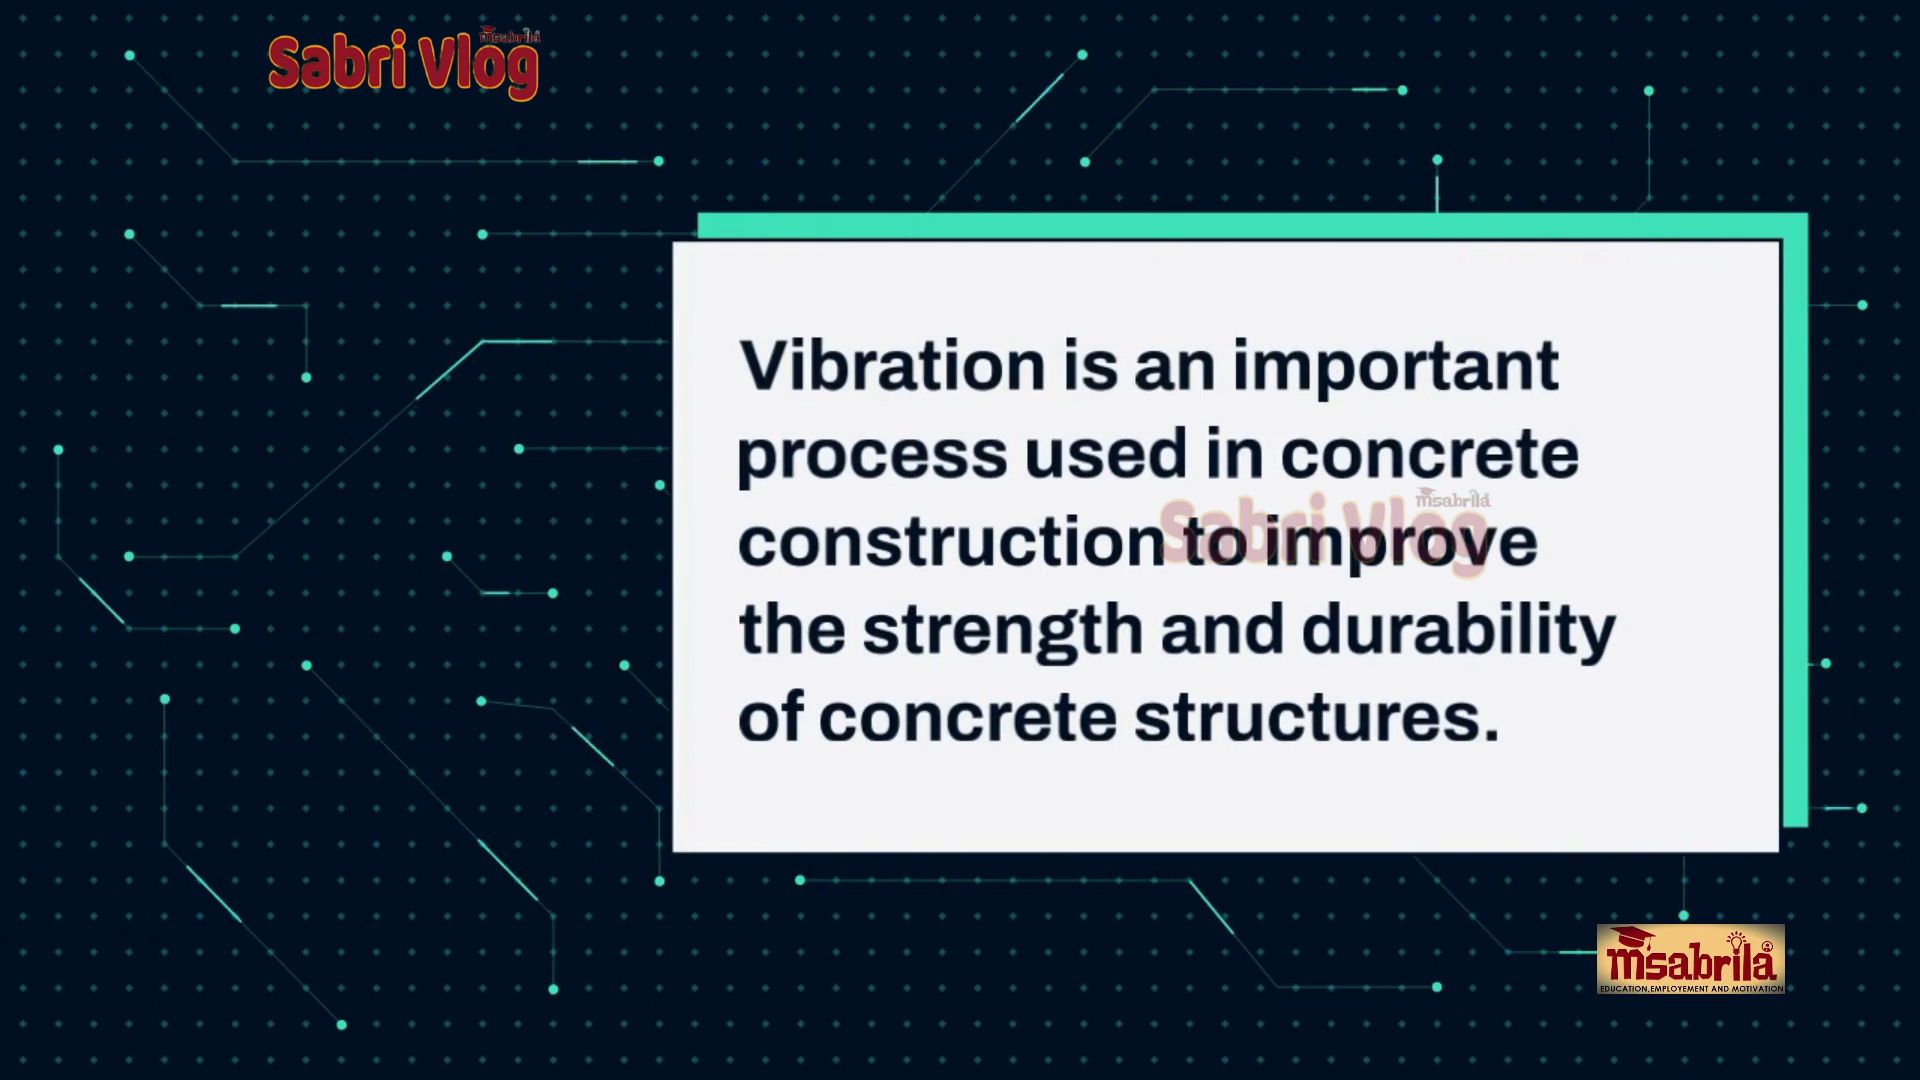 msabrila
Sabri Vlog
Vibration is an important
process used in concrete
construction to improve
the strength and durability
of concrete structures.
msabrila
Sabri Vlog
msabrila
EDUCATION,EMPLOYEMENT AND MOTIVATION